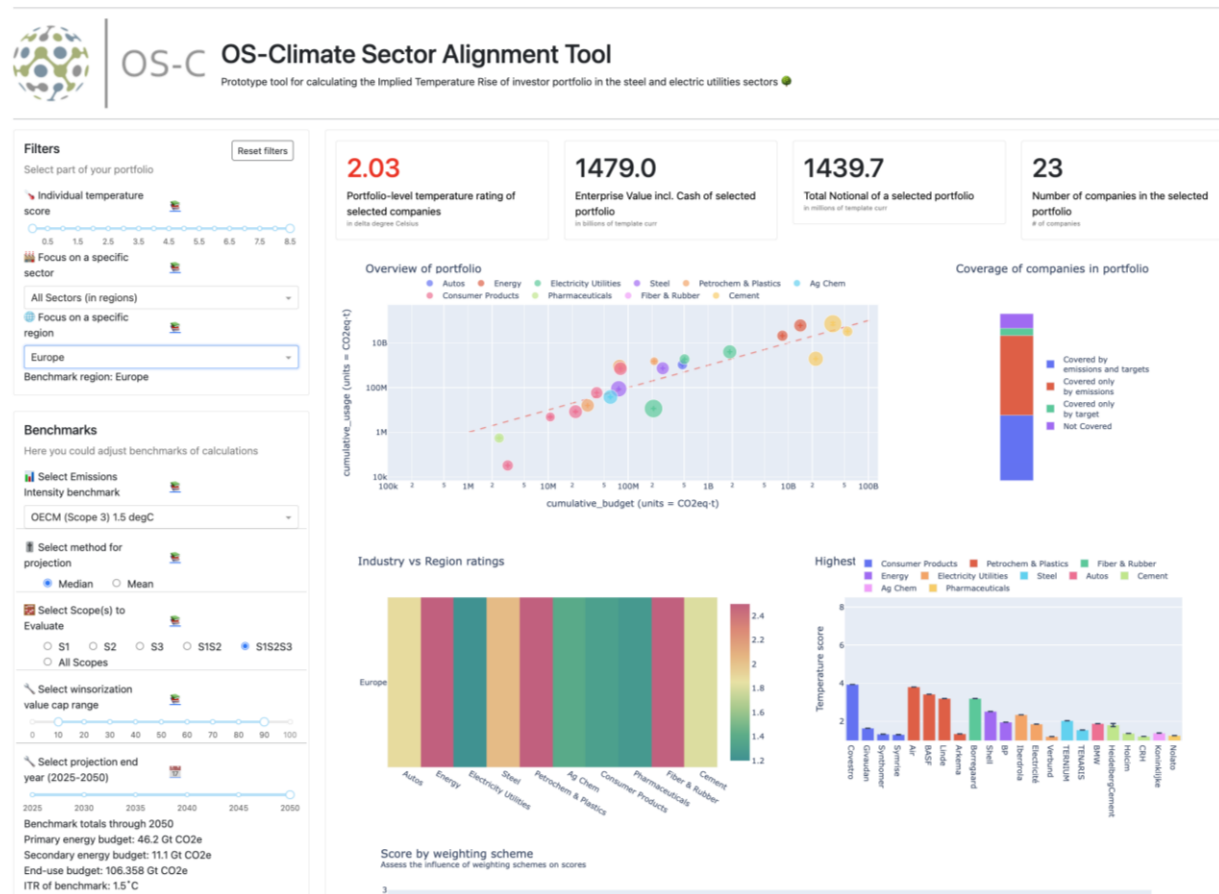 OS-C
OS-Climate Sector Alignment Tool
Prototype tool for calculating the Implied Temperature Rise of investor portfolio in the steel and electric utilities sectors
Filters
Reset filters
Select part of your portfolio
Individual temperature
score
0.5 1.5 2.5 3.5 4.5 5.5 6.5 7.5 8.5
Focus on a specific
sector
All Sectors (in regions)
Focus on a specific
region
Europe
Benchmark region: Europe
Benchmarks
Here you could adjust benchmarks of calculations
Select Emissions
Intensity benchmark
OECM (Scope 3) 1.5 degC
Select method for
projection
Median Mean
Select Scope(s) to
Evaluate
S1 S2 S3 S1S2 S1S2S3
All Scopes
Select winsorization
value cap range
0 10 20 30 40 50 60 70 80 90 100
Select projection end
year (2025-2050)
2025 2030 2035 2040 2045 2050
Benchmark totals through 2050
Primary energy budget: 46.2 Gt CO2e
Secondary energy budget: 11.1 Gt CO2e
End-use budget: 106.358 Gt CO2e
ITR of benchmark: 1.5˚C
2.03
Portfolio-level temperature rating of
selected companies
in delta degree Celsius
1479.0
Enterprise Value incl. Cash of selected
portfolio
in billions of template curr
1439.7
Total Notional of a selected portfolio
in millions of template curr
23
Number of companies in the selected
portfolio
# of companies
Overview of portfolio
Autos Energy Electricity Utilities Steel Petrochem & Plastics Ag Chem
Consumer Products Pharmaceuticals Fiber & Rubber Cement
cumulative_usage (units = CO2eq-t)
10B
100M
1M
10k
100k 2 5 1M 2 5 10M 2 5 100M 2 5 1B 2 5 10B 2 5 100B
cumulative_budget (units = CO2eq-t)
Coverage of companies in portfolio
Covered by
emissions and targets
Covered only
by emissions
Covered only
by target
Not Covered
Industry vs Region ratings
Europe
Autos
Energy
Electricity Utilities
Steel
Petrochem & Plastics
Ag Chem
Consumer Products
Pharmaceuticals
Fiber & Rubber
Cement
2.4
2.2
2
1.8
1.6
1.4
1.2
Highest
Consumer Products Petrochem & Plastics Fiber & Rubber
Energy Electricity Utilities Steel Autos Cement
Ag Chem Pharmaceuticals
Temperature score
8
6
4
2
Covestro
Givaudan
Synthomer
Symrise
Air
BASF
Linde
Arkema
Borregaard
Shell
BP
Iberdrola
Electricité
Verbund
TERNIUM
TENARIS
BMW
HeidelbergCement
Holcim
CRH
Koninklijke
Nolato
Score by weighting scheme
Assess the influence of weighting schemes on scores
3